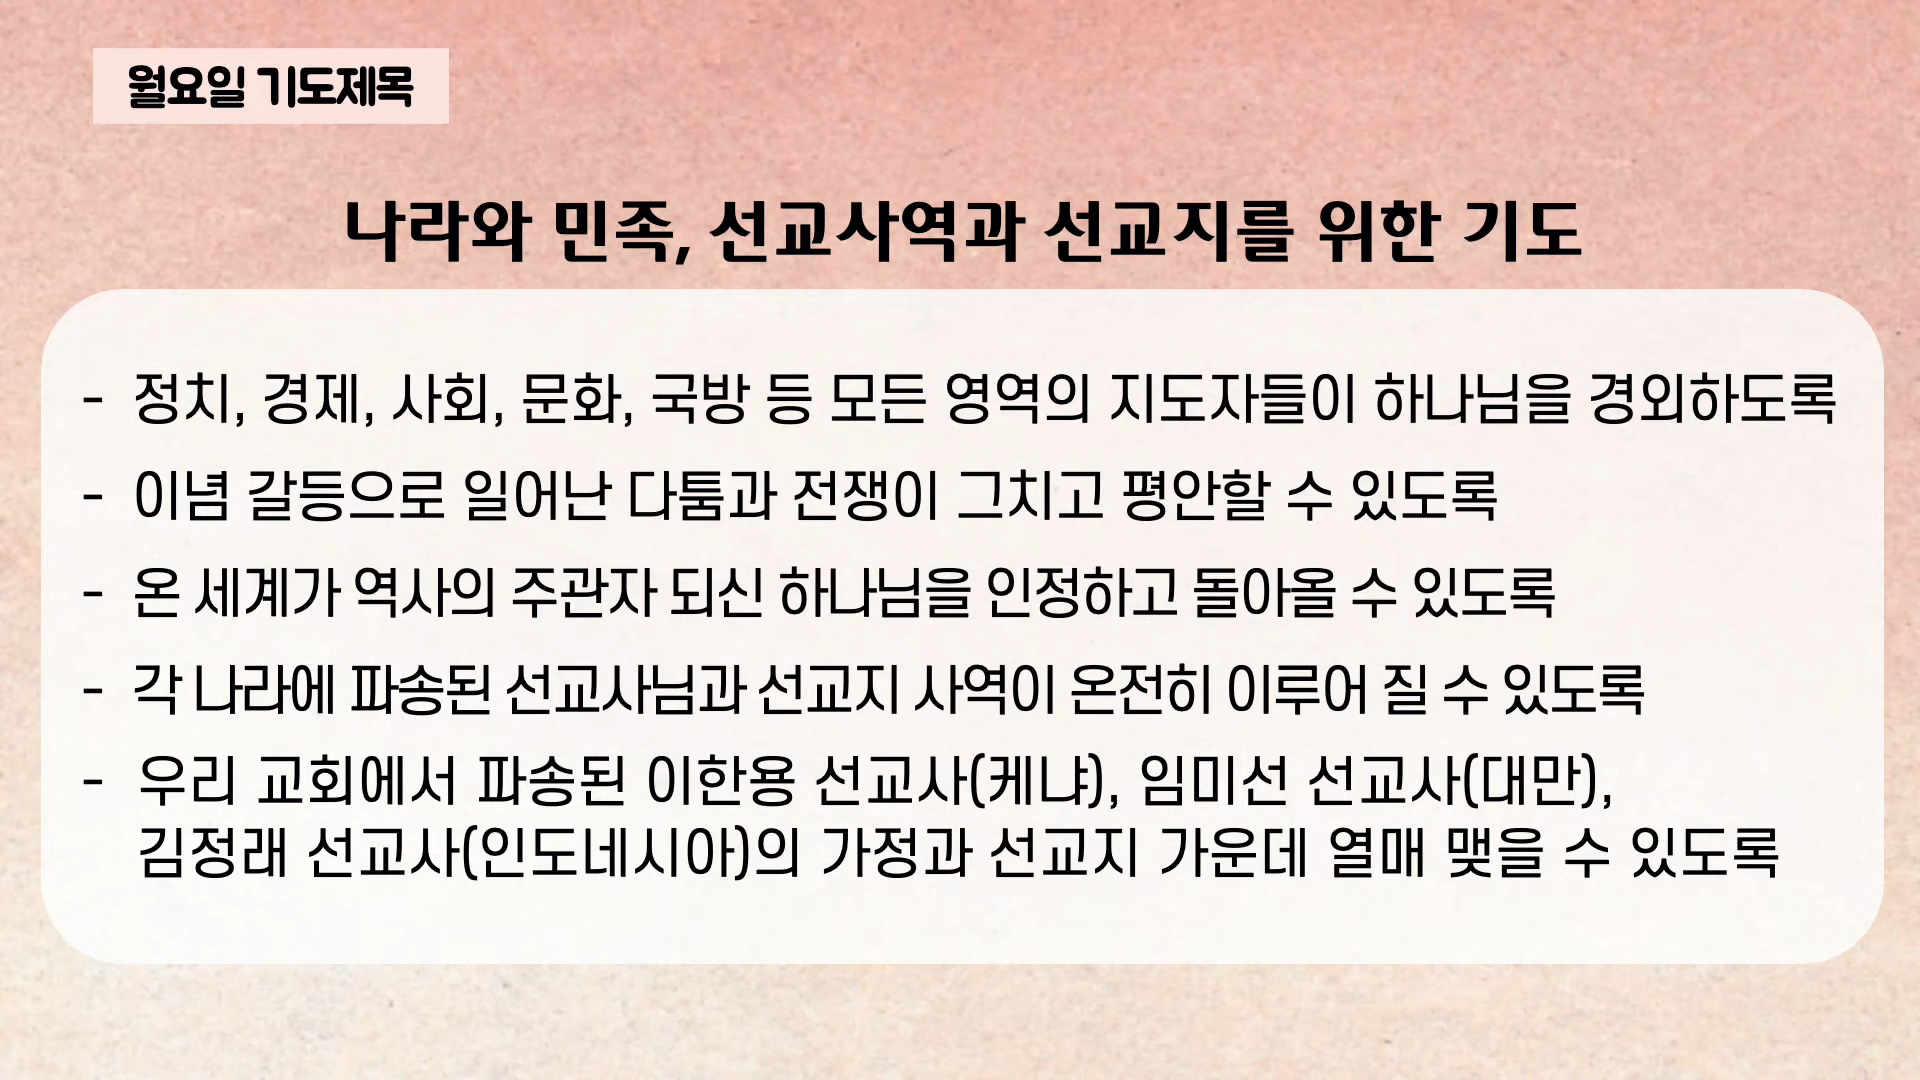 월요일 기도제목
나라와 민족, 선교사역과 선교지를 위한 기도
- 정치, 경제, 사회, 문화, 국방 등 모든 영역의 지도자들이 하나님을 경외하도록
- 이념 갈등으로 일어난 다툼과 전쟁이 그치고 평안할 수 있도록
- 온 세계가 역사의 주관자 되신 하나님을 인정하고 돌아올 수 있도록
- 각 나라에 파송된 선교사님과 선교지 사역이 온전히 이루어 질 수 있도록
- 우리 교회에서 파송된 이한용 선교사(케냐), 임미선 선교사(대만),
김정래 선교사(인도네시아)의 가정과 선교지 가운데 열매 맺을 수 있도록